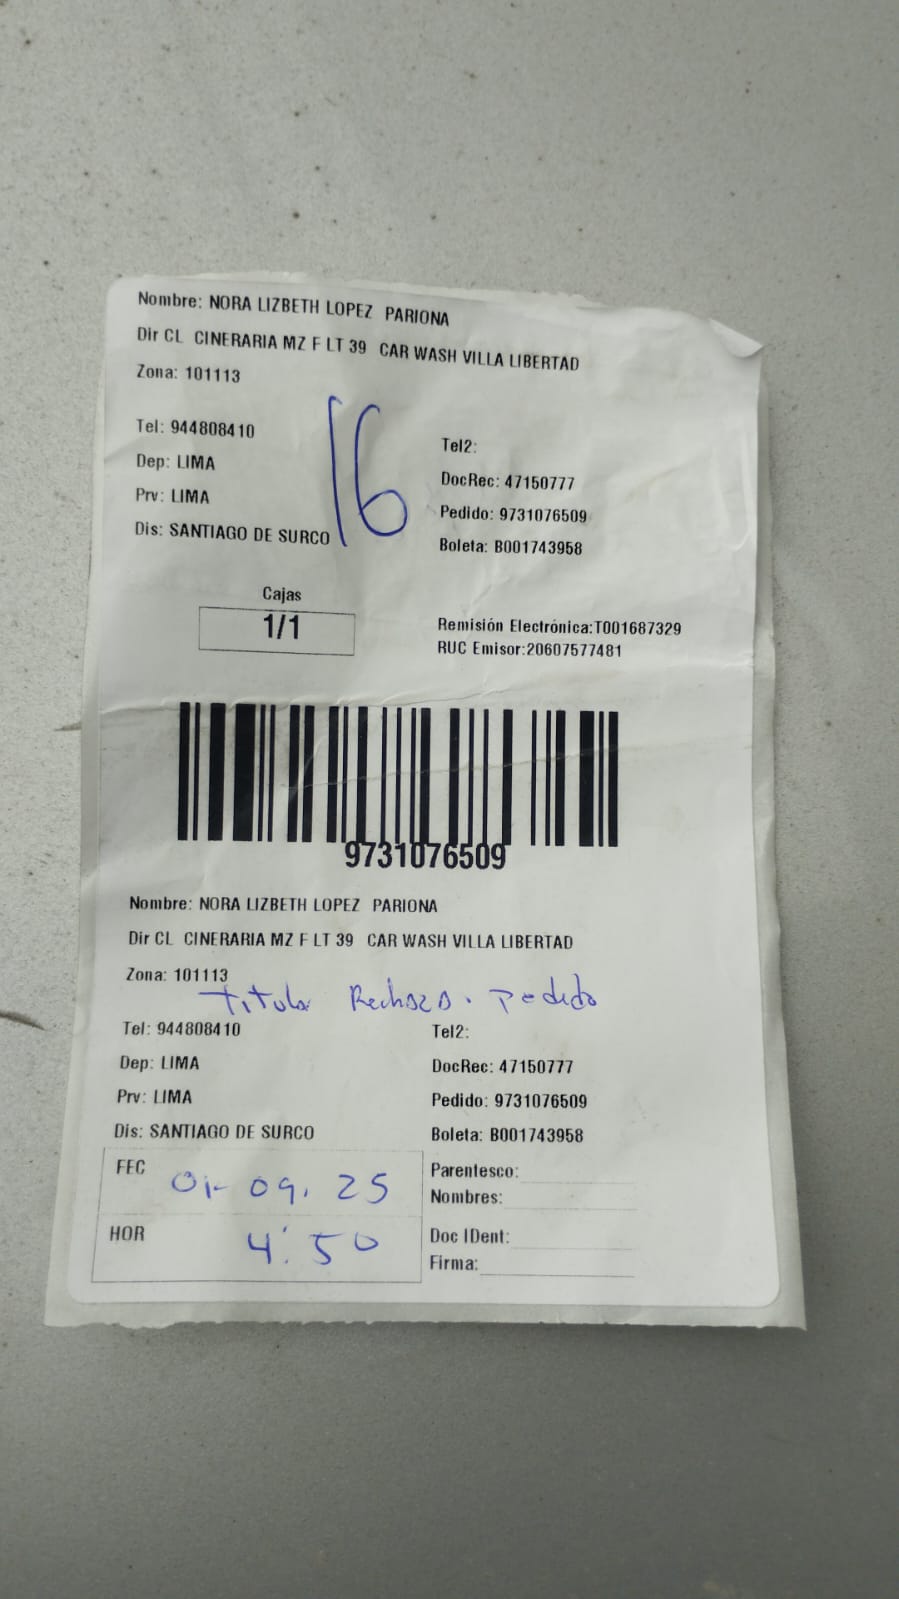 Nombre: NORA LIZBETH LOPEZ PARIONA
Dir CL CINERARIA MZ F LT 39 CAR WASH VILLA LIBERTAD
Zona: 101113
16
Tel: 944808410
Tel2:
Dep: LIMA
DocRec: 47150777
Prv: LIMA
Pedido: 9731076509
Dis: SANTIAGO DE SURCO
Boleta: B001743958
Cajas
1/1
Remisión Electrónica:T001687329
RUC Emisor:20607577481
9731076509
Nombre: NORA LIZBETH LOPEZ PARIONA
Dir CL CINERARIA MZ F LT 39 CAR WASH VILLA LIBERTAD
Zona: 101113
Titular Rechazo. Pedido
Tel: 944808410
Tel2:
Dep: LIMA
DocRec: 47150777
Prv: LIMA
Pedido: 9731076509
Dis: SANTIAGO DE SURCO
Boleta: B001743958
FEC 01-09.25
Parentesco:
Nombres:
HOR 4:50
Doc IDent:
Firma: